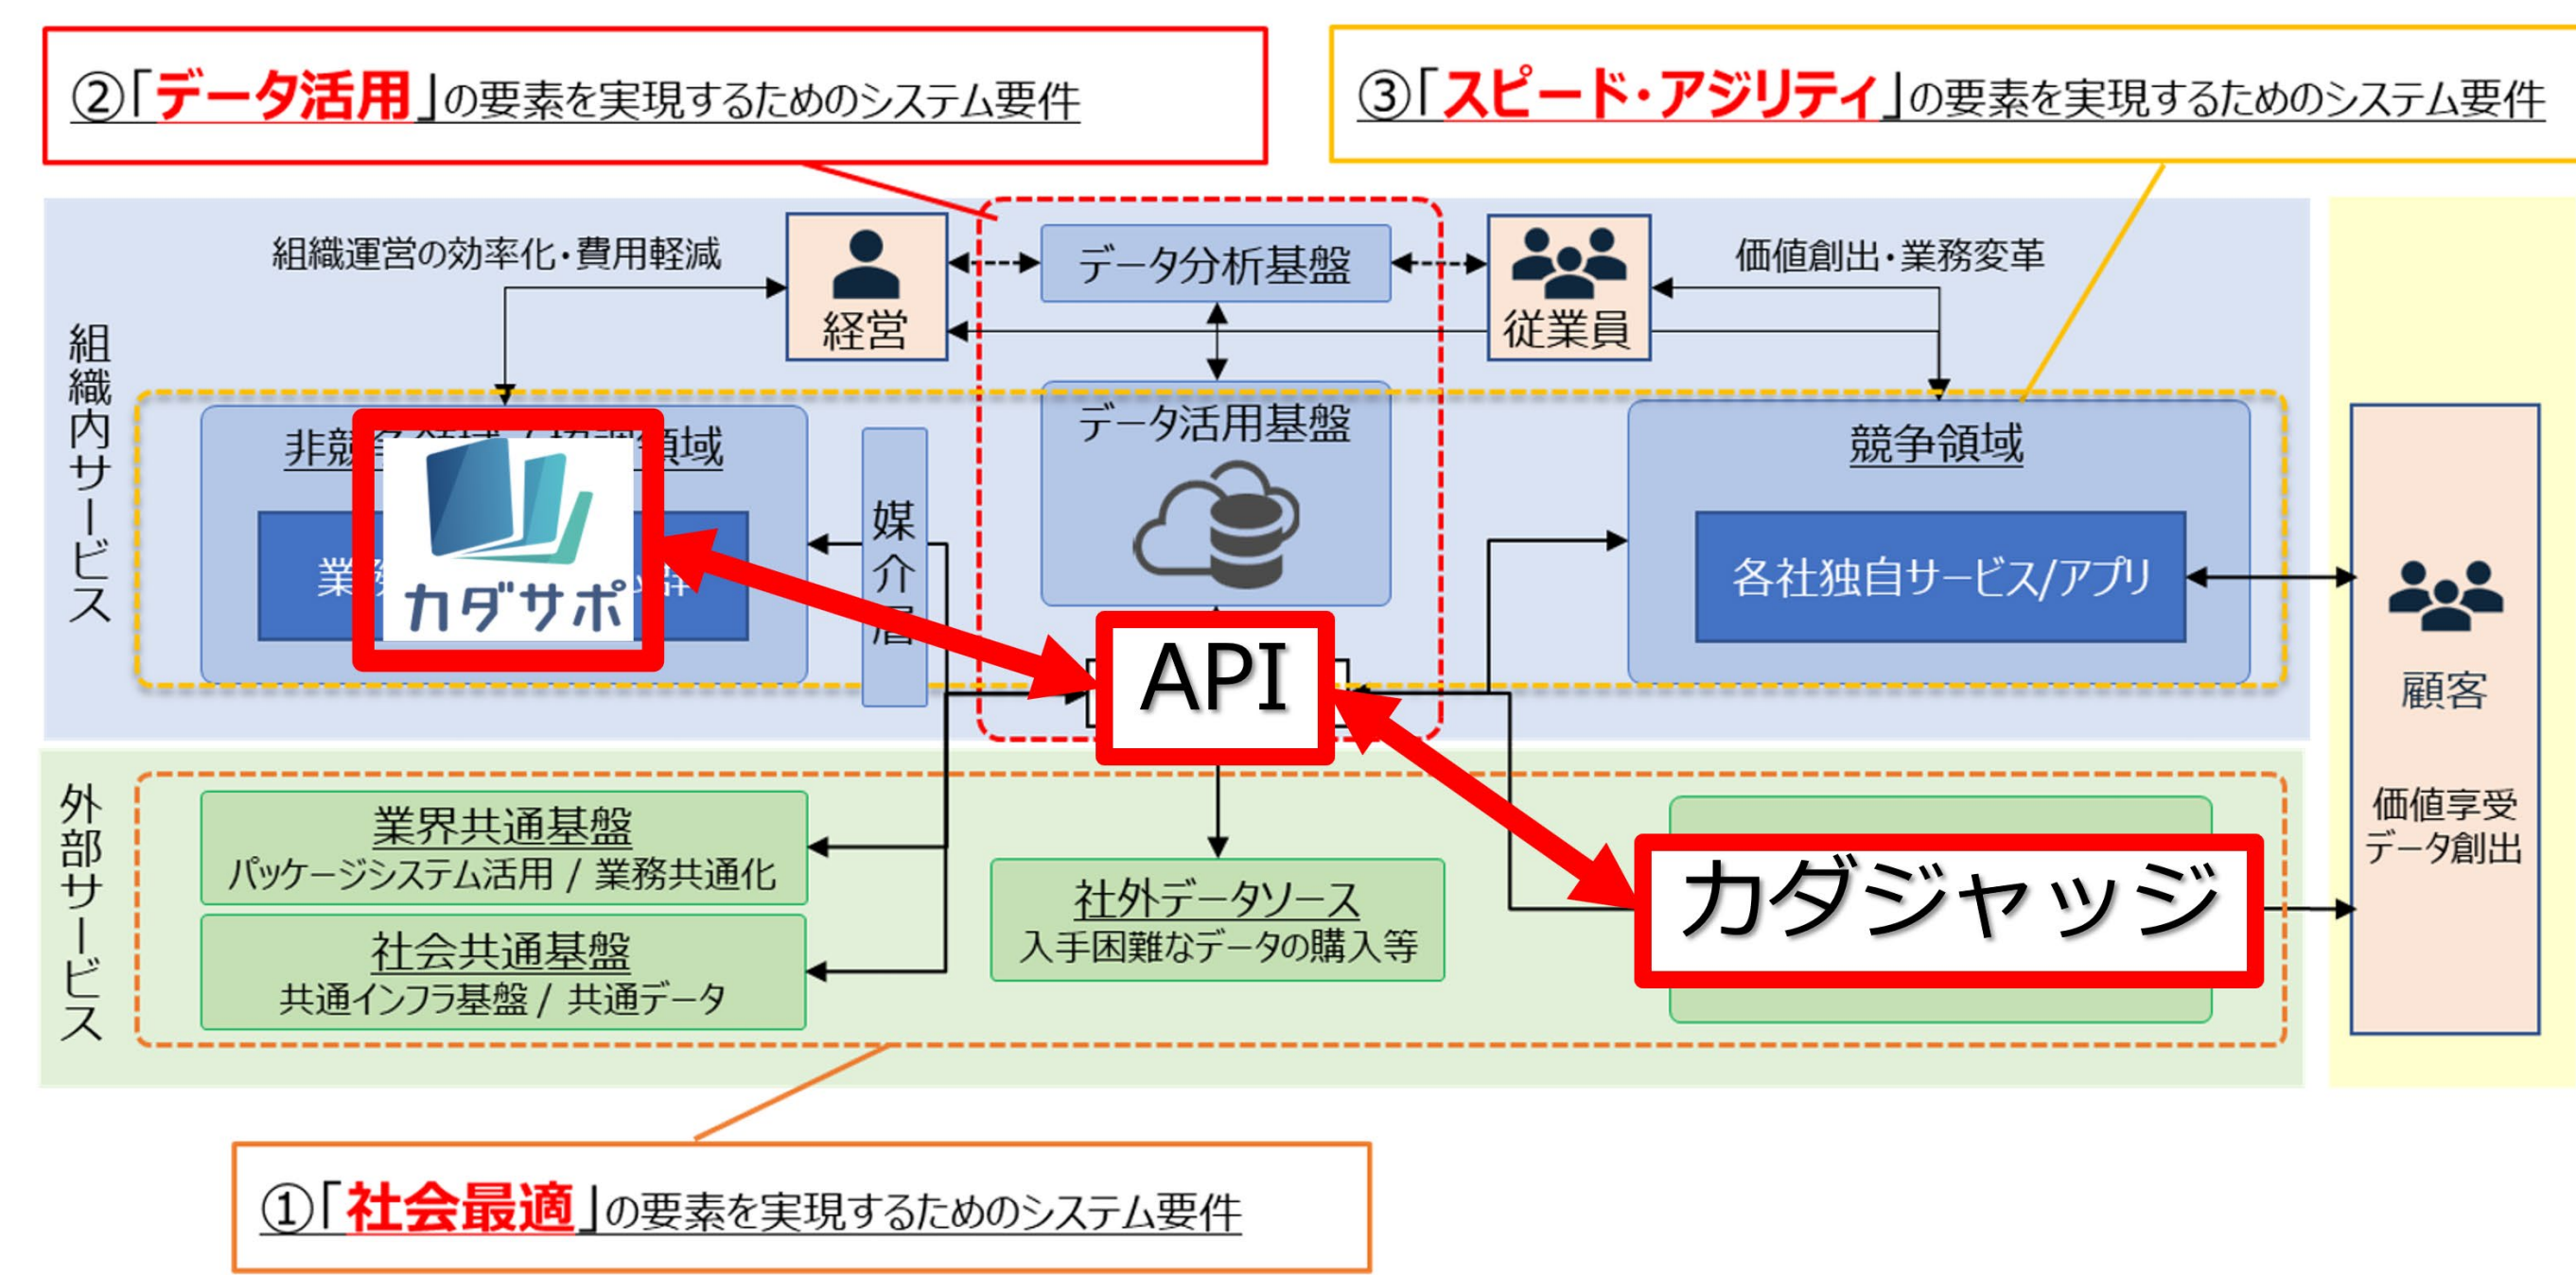 ②「データ活用」の要素を実現するためのシステム要件
③「スピード・アジリティ」の要素を実現するためのシステム要件
組織内サービス
組織運営の効率化・費用軽減
経営
データ分析基盤
従業員
価値創出・業務変革
データ活用基盤
競争領域
各社独自サービス/アプリ
カダサポ
媒介層
API
顧客
価値享受
データ創出
外部サービス
業界共通基盤
パッケージシステム活用 / 業務共通化
社会共通基盤
共通インフラ基盤 / 共通データ
社外データソース
入手困難なデータの購入等
カダジャッジ
①「社会最適」の要素を実現するためのシステム要件